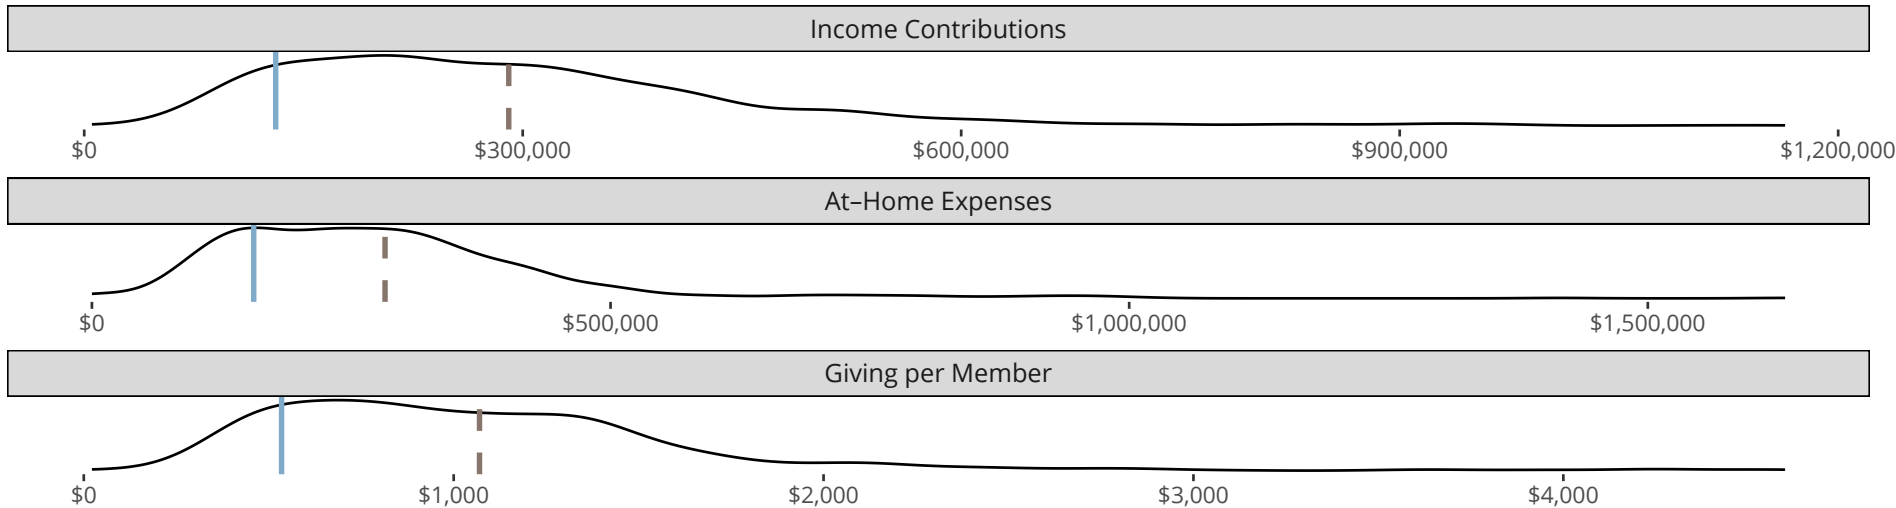 Income Contributions
$0 $300,000 $600,000 $900,000 $1,200,000
At–Home Expenses
$0 $500,000 $1,000,000 $1,500,000
Giving per Member
$0 $1,000 $2,000 $3,000 $4,000